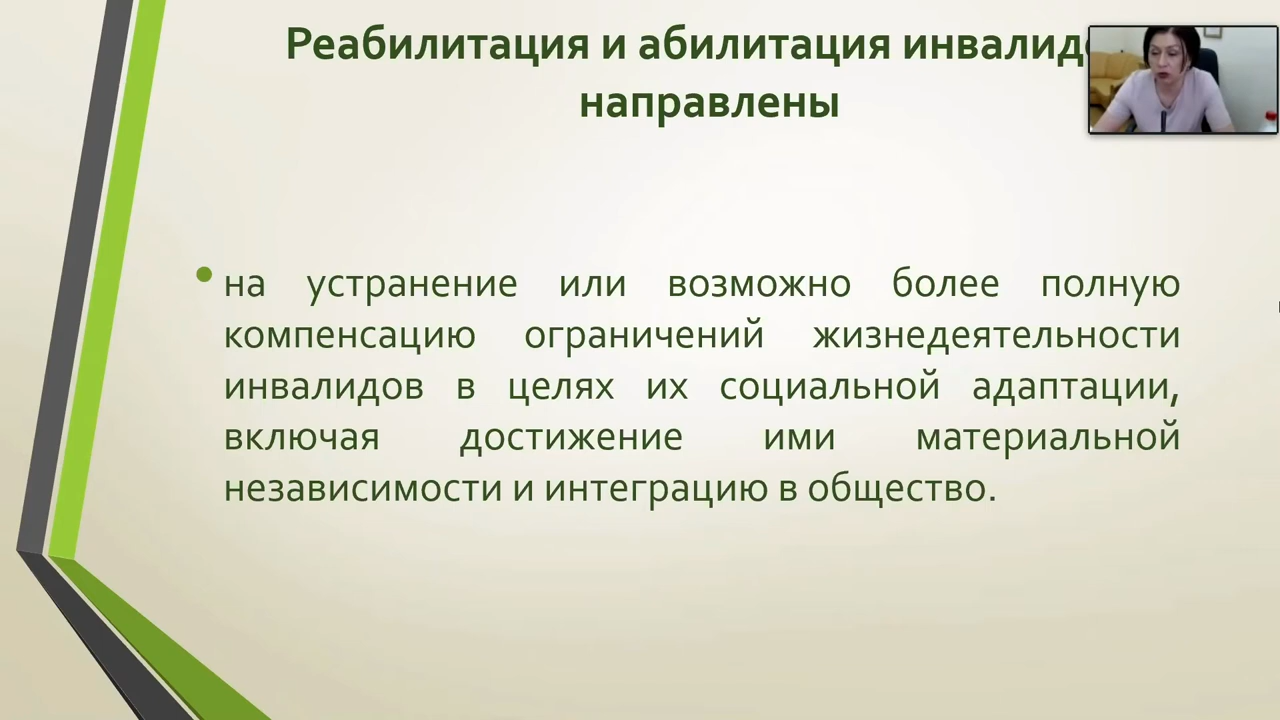 Реабилитация и абилитация
направлены
на устранение или возможно более полную
компенсацию ограничений жизнедеятельности
инвалидов в целях их социальной адаптации,
включая достижение ими материальной
независимости и интеграцию в общество.